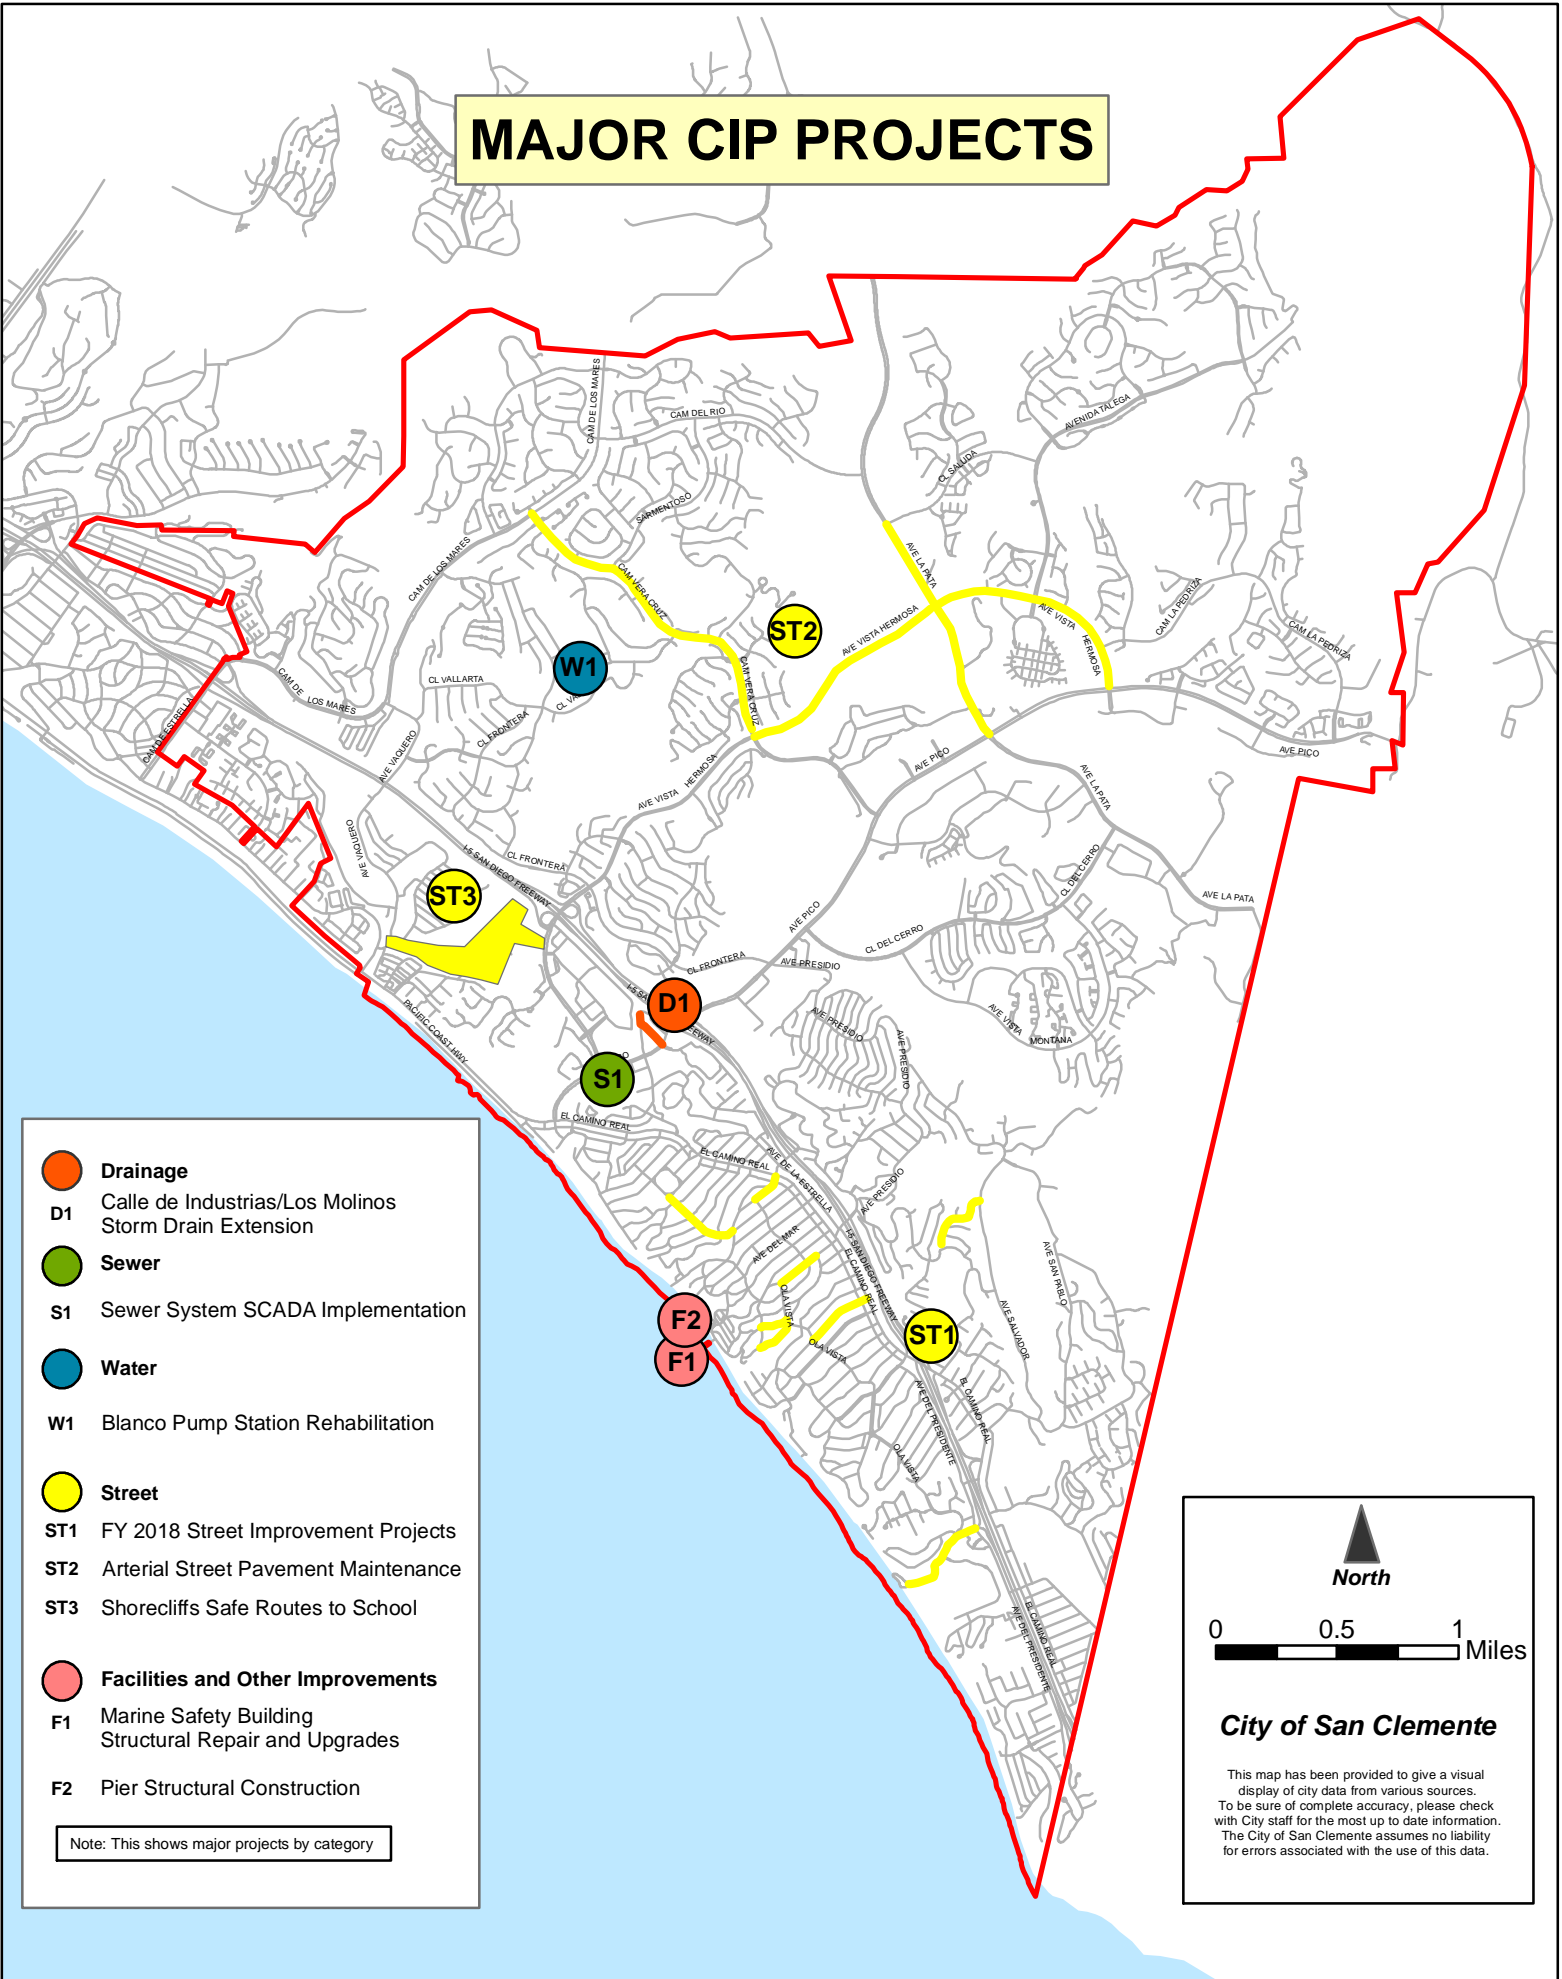 MAJOR CIP PROJECTS
CAM DE LOS MARES
CAM DEL RIO
AVENIDA TALEGA
CL SALUDA
SARMENTOSO
CAM DE LOS MARES
CAM VERA CRUZ
AVE LA PATA
AVE VISTA HERMOSA
AVE VISTA
HERMOSA
CAM LA PEDRIZA
CAM LA PEDRIZA
ST2
W1
CAM VERA CRUZ
CL VALLARTA
CAM DE
LOS MARES
CAM DE ESTRELLA
CL FRONTERA
AVE VAQUERO
AVE VISTA
HERMOSA
AVE PICO
AVE PICO
AVE LA PATA
AVE VAQUERO
I-5 SAN DIEGO FREEWAY
CL FRONTERA
CL DEL CERRO
AVE LA PATA
ST3
AVE PICO
CL DEL CERRO
CL FRONTERA
AVE PRESIDIO
D1
PACIFIC COAST HWY
AVE PRESIDIO
AVE PRESIDIO
AVE VISTA
MONTANA
S1
EL CAMINO REAL
EL CAMINO REAL
AVE DE LA ESTRELLA
AVE PRESIDIO
AVE DEL MAR
I-5 SAN DIEGO FREEWAY
EL CAMINO REAL
AVE SAN PABLO
OLA VISTA
AVE SALVADOR
F2
F1
ST1
OLA VISTA
AVE DEL PRESIDENTE
EL CAMINO REAL
OLA VISTA
EL CAMINO REAL
AVE DEL PRESIDENTE
Drainage
D1 Calle de Industrias/Los Molinos
Storm Drain Extension
Sewer
S1 Sewer System SCADA Implementation
Water
W1 Blanco Pump Station Rehabilitation
Street
ST1 FY 2018 Street Improvement Projects
ST2 Arterial Street Pavement Maintenance
ST3 Shorecliffs Safe Routes to School
Facilities and Other Improvements
F1 Marine Safety Building
Structural Repair and Upgrades
F2 Pier Structural Construction
Note: This shows major projects by category
North
0 0.5 1
Miles
City of San Clemente
This map has been provided to give a visual
display of city data from various sources.
To be sure of complete accuracy, please check
with City staff for the most up to date information.
The City of San Clemente assumes no liability
for errors associated with the use of this data.